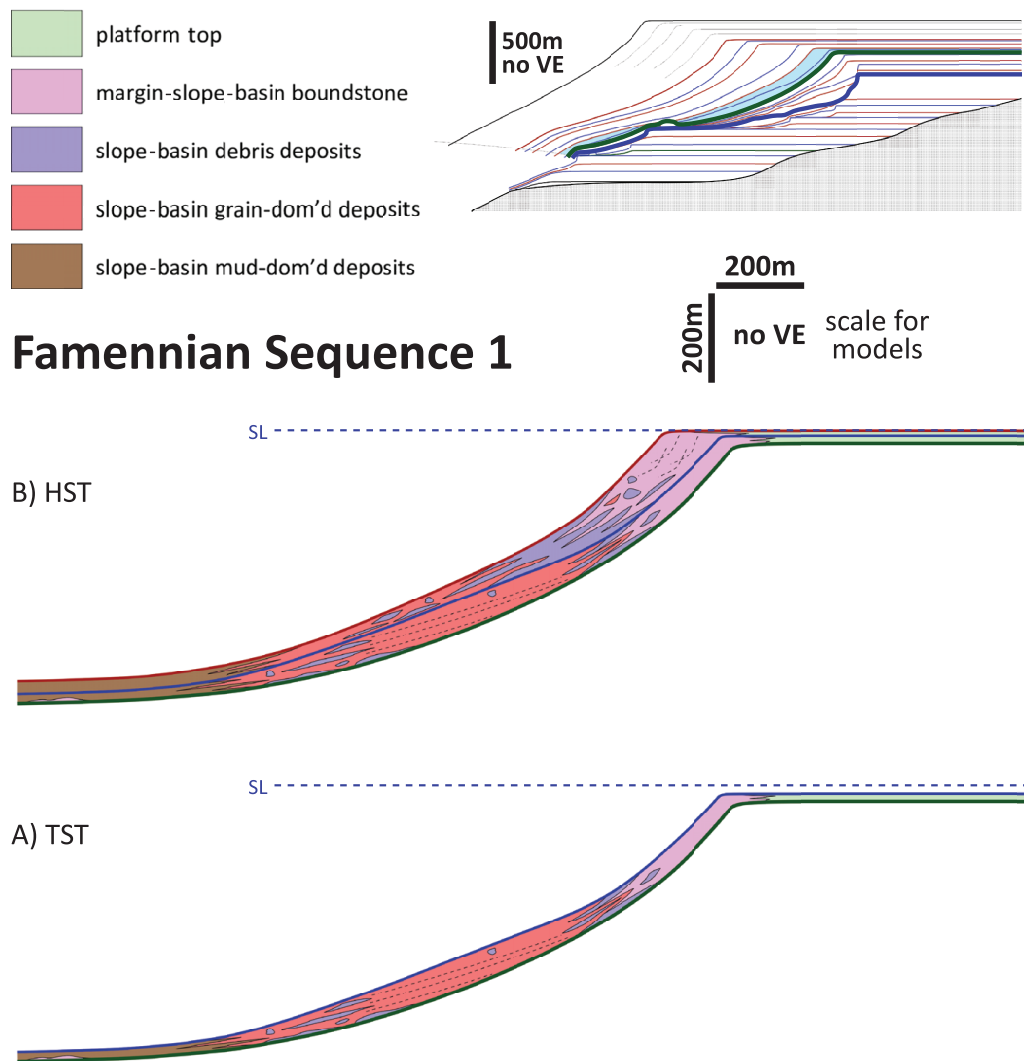 platform top
margin-slope-basin boundstone
slope-basin debris deposits
slope-basin grain-dom'd deposits
slope-basin mud-dom'd deposits
500m
no VE
200m
200m
no VE
scale for
models
Famennian Sequence 1
SL
B) HST
SL
A) TST